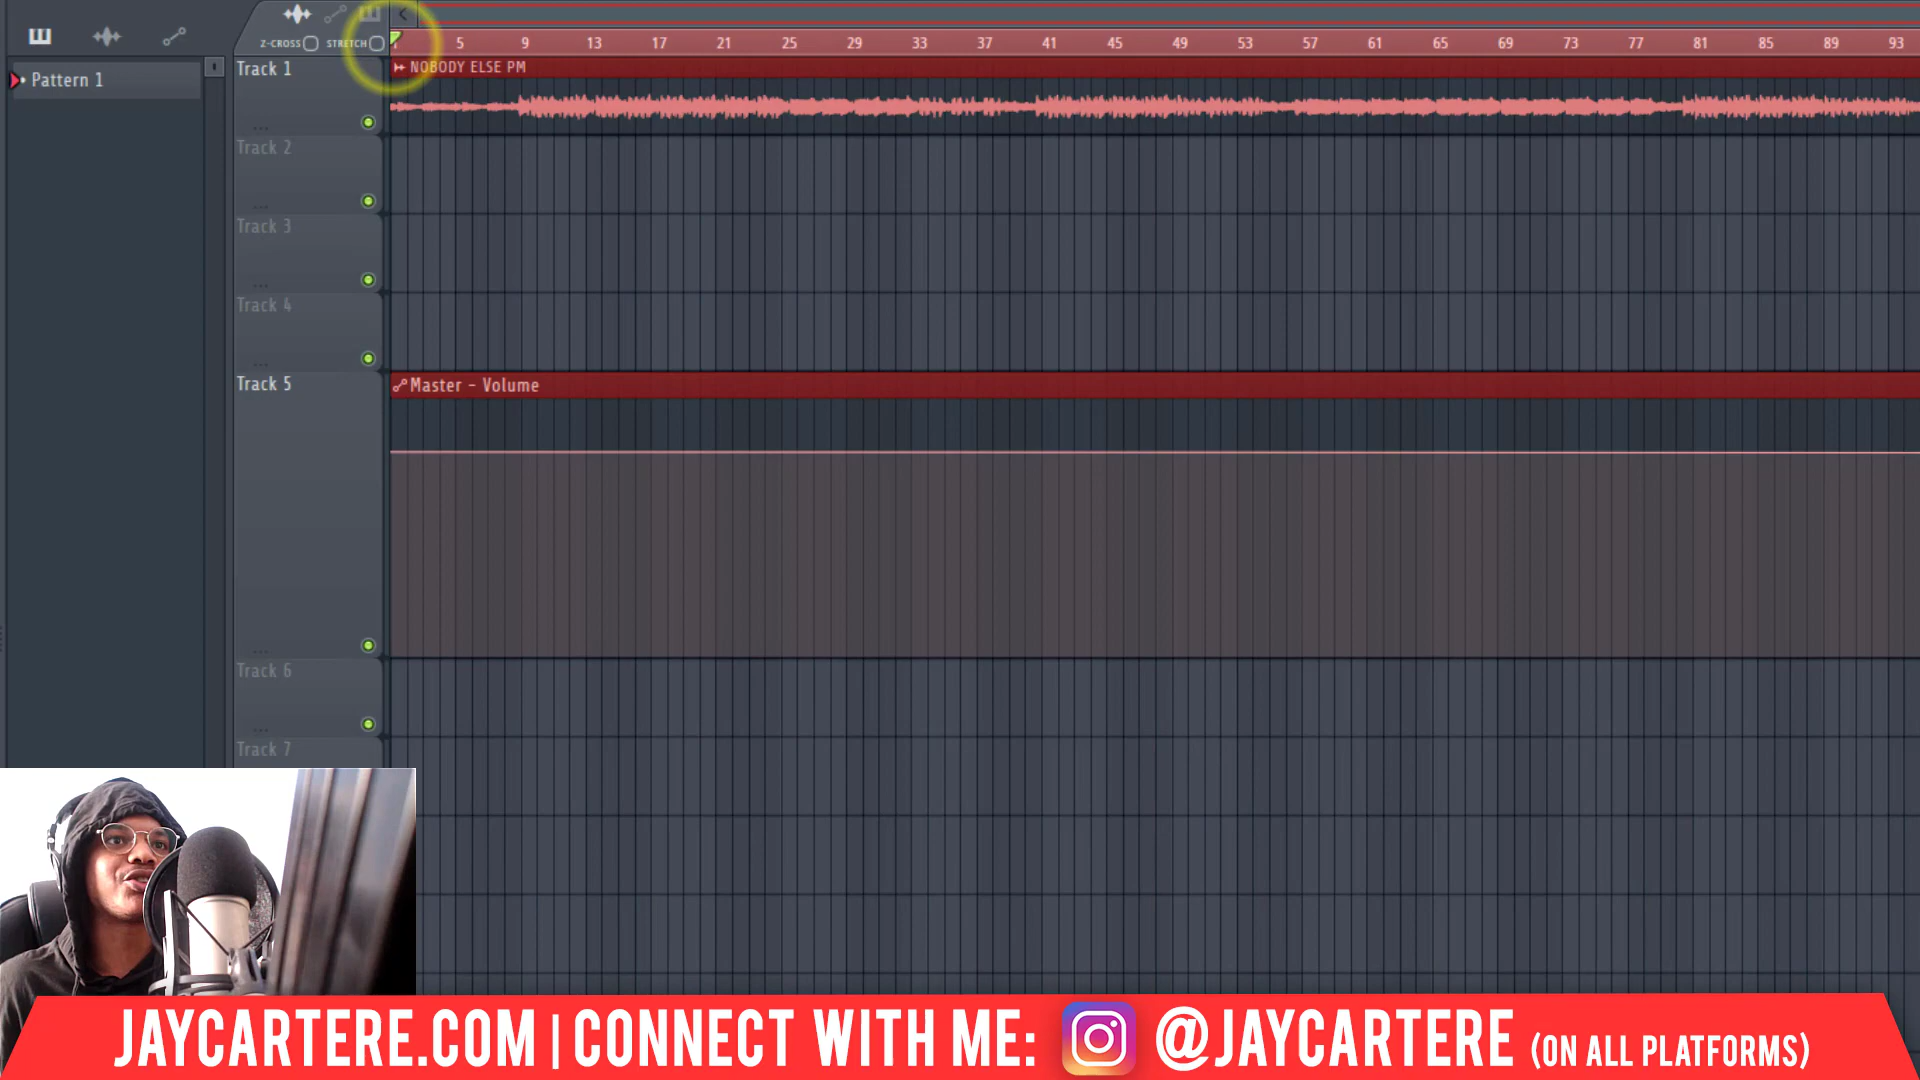 Z-CROSS STRETCH
5 9 13 17 21 25 29 33 37 41 45 49 53 57 61 65 69 73 77 81 85 89 93
Pattern 1
Track 1
NOBODY ELSE PM
Track 2
Track 3
Track 4
Track 5
Master - Volume
Track 6
Track 7
JAYCARTERE.COM | CONNECT WITH ME: @JAYCARTERE (ON ALL PLATFORMS)